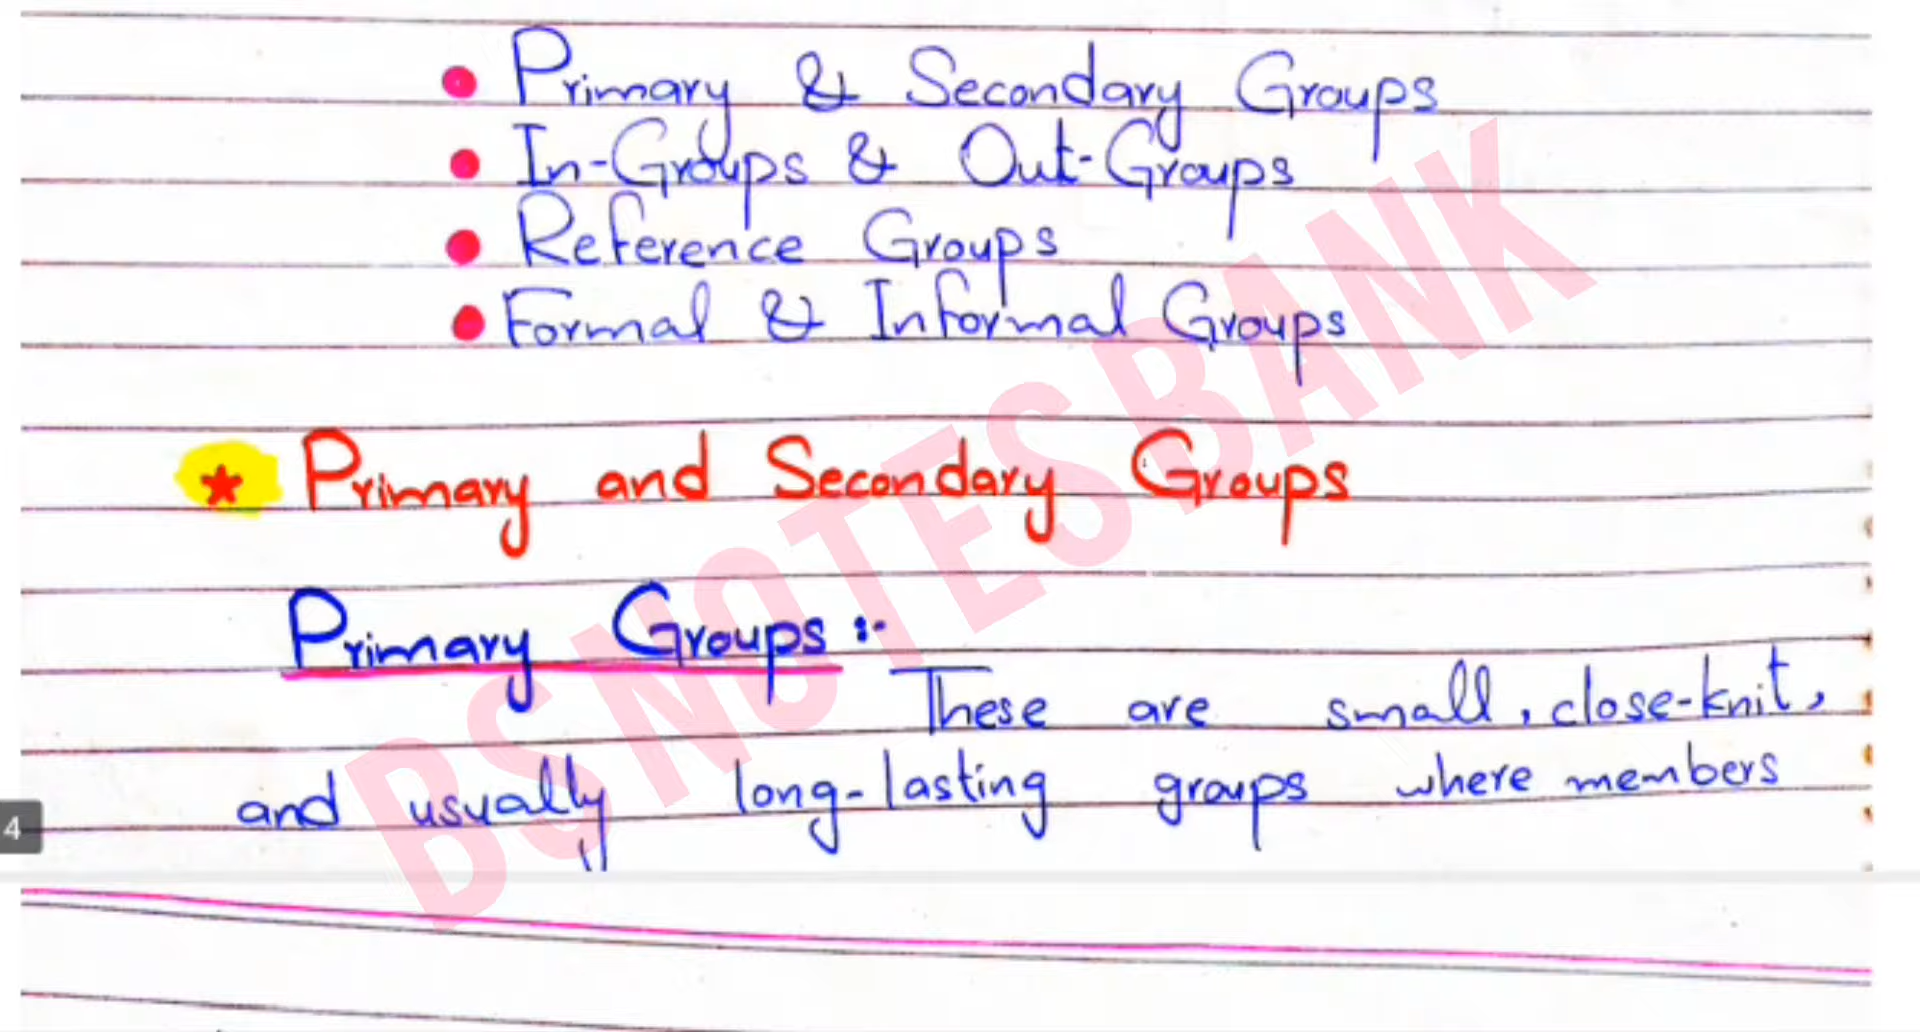 • Primary & Secondary Groups
• In-Groups & Out-Groups
• Reference Groups
• Formal & Informal Groups
★ Primary and Secondary Groups
Primary Groups :-
These are small, close-knit,
and usually long-lasting groups where members
4
BS NOTES BANK